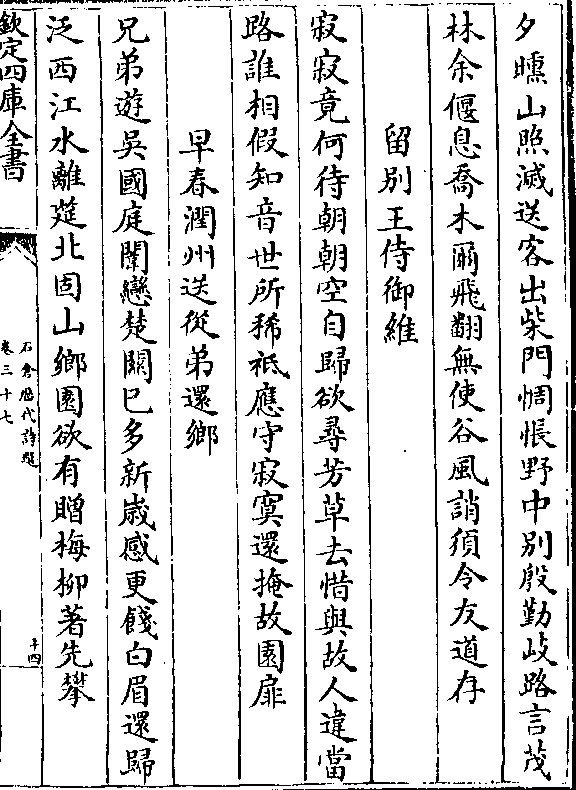 夕曛山照滅送客出柴門惆悵野中別殷勤歧路言茂
林余偃息喬木爾飛翻無使谷風誚須令友道存
留別王侍御維
寂寂竟何待朝朝空自歸欲尋芳草去惜與故人違當
路誰相假知音世所稀祗應守寂寞還掩故園扉
早春潤州送從弟還鄉
兄弟遊吳國庭闈戀楚關已多新歲感更餞白眉還歸
泛西江水離筵北固山鄉園欲有贈梅柳著先攀
欽定四庫全書
石倉歷代詩選
卷三十七
十四